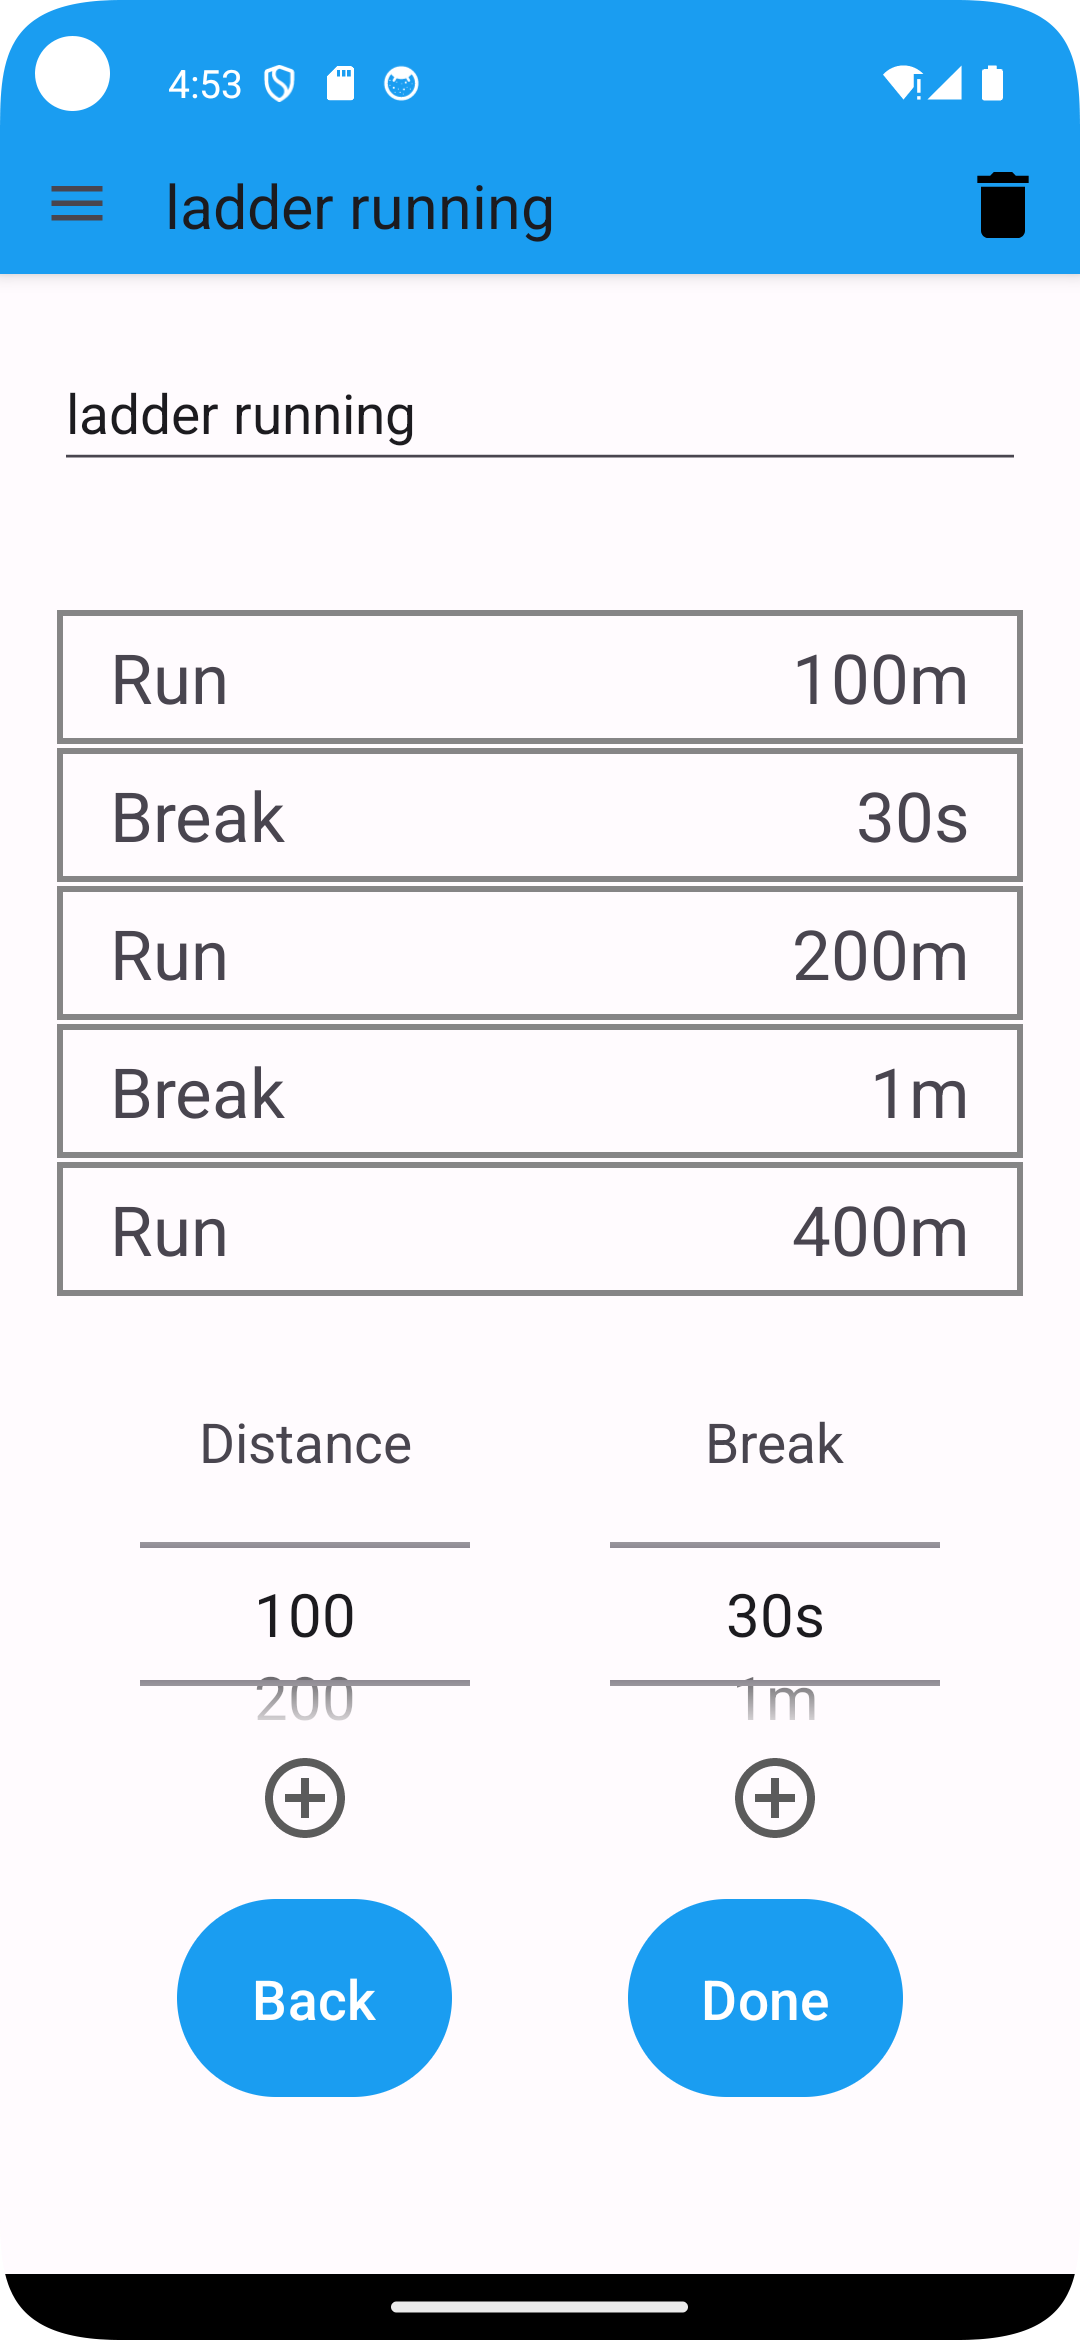 4:53
ladder running
ladder running
Run 100m
Break 30s
Run 200m
Break 1m
Run 400m
Distance Break
100 30s
200 1m
Back Done